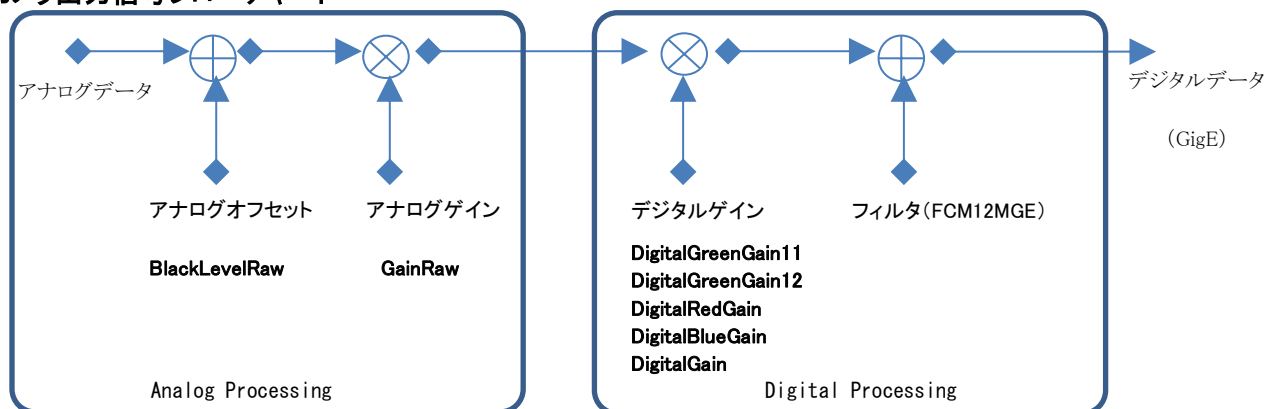 アナログデータ
デジタルデータ
(GigE)
アナログオフセット
アナログゲイン
デジタルゲイン
フィルタ(FCM12MGE)
BlackLevelRaw
GainRaw
DigitalGreenGain11
DigitalGreenGain12
DigitalRedGain
DigitalBlueGain
DigitalGain
Analog Processing
Digital Processing